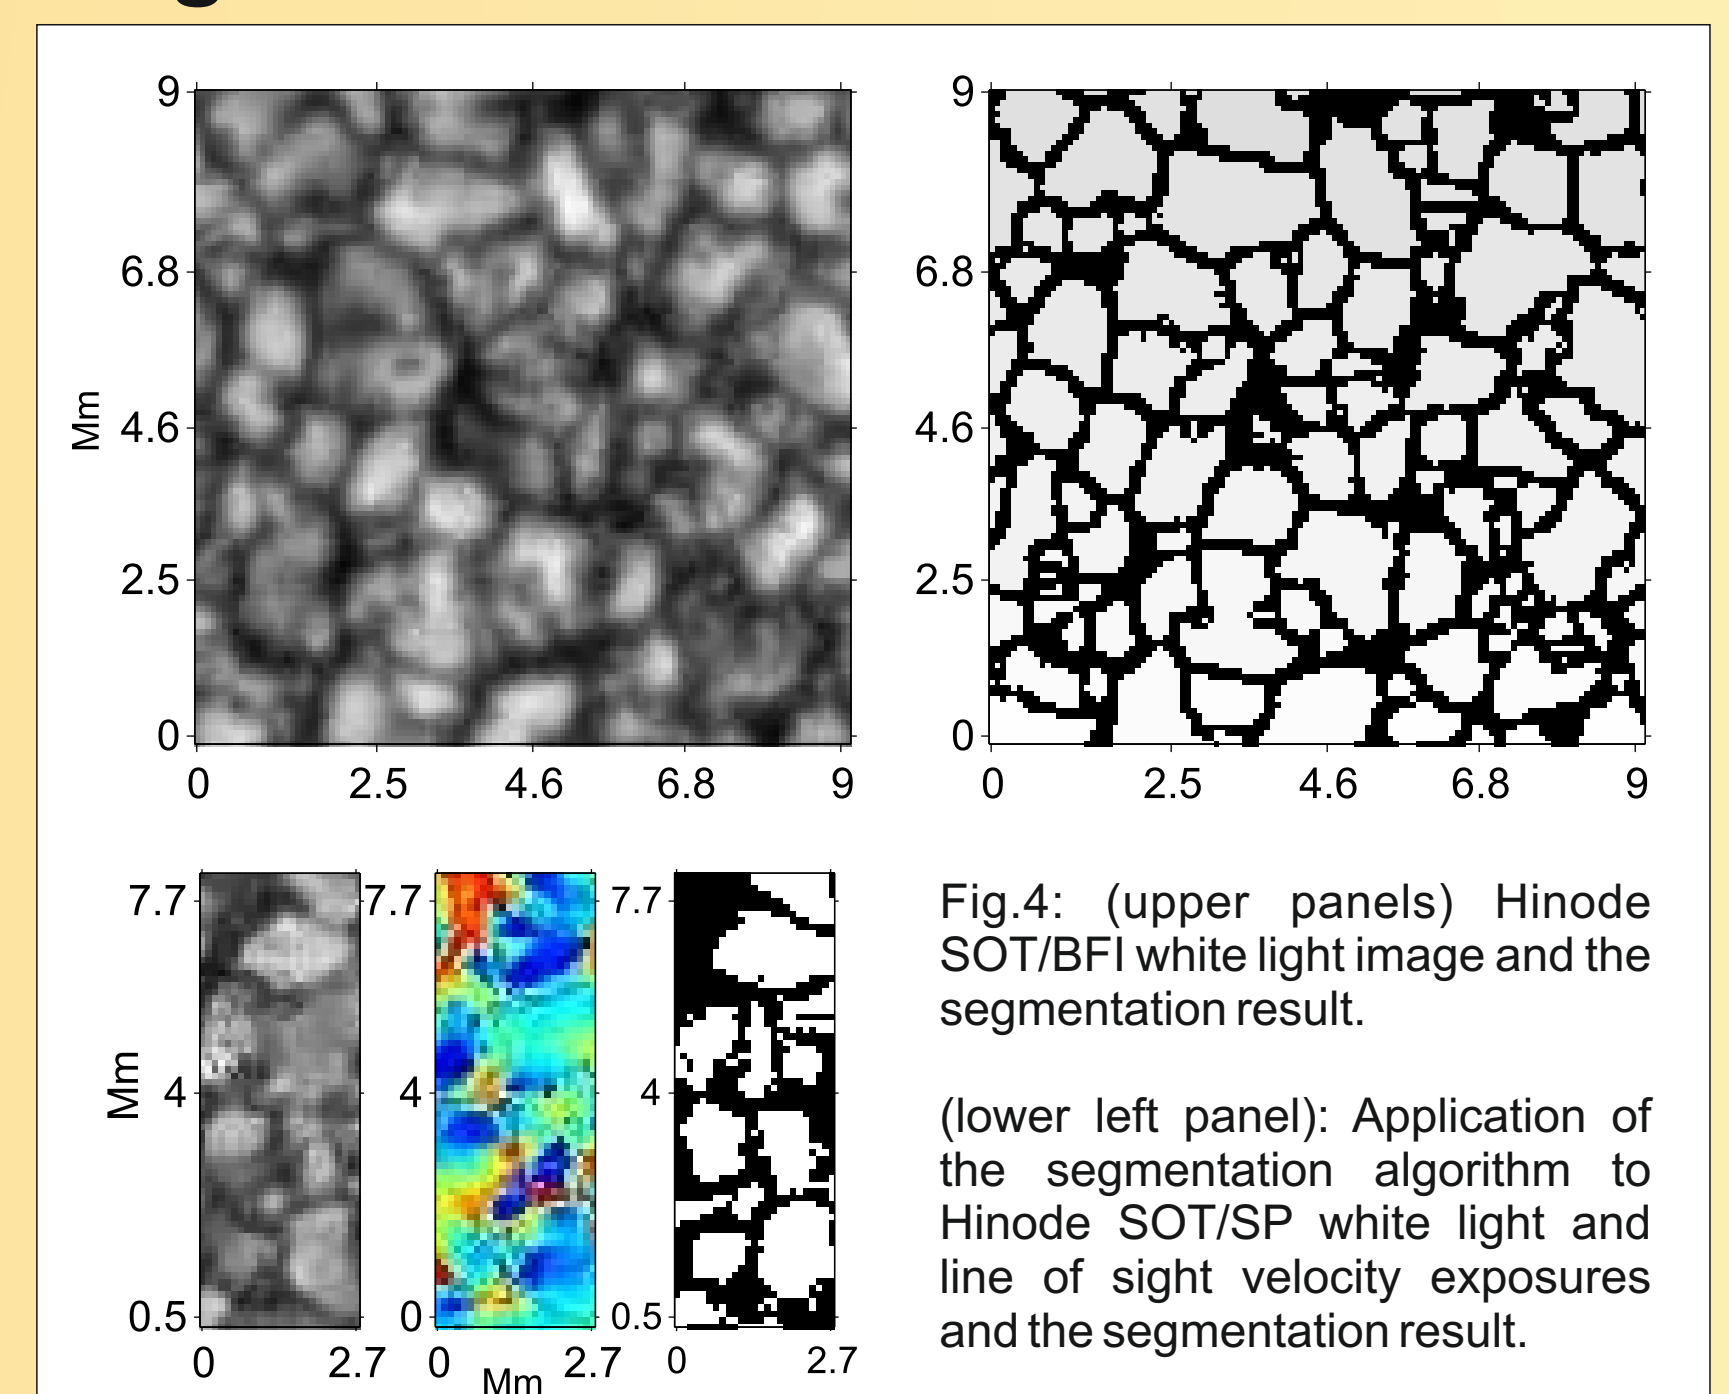 9
6.8
Mm
4.6
2.5
0
0 2.5 4.6 6.8 9
9
6.8
4.6
2.5
0
0 2.5 4.6 6.8 9
7.7
Mm
4
0.5
0 2.7
7.7
4
0
0 2.7
Mm
7.7
4
0.5
0 2.7
Fig.4: (upper panels) Hinode
SOT/BFI white light image and the
segmentation result.
(lower left panel): Application of
the segmentation algorithm to
Hinode SOT/SP white light and
line of sight velocity exposures
and the segmentation result.